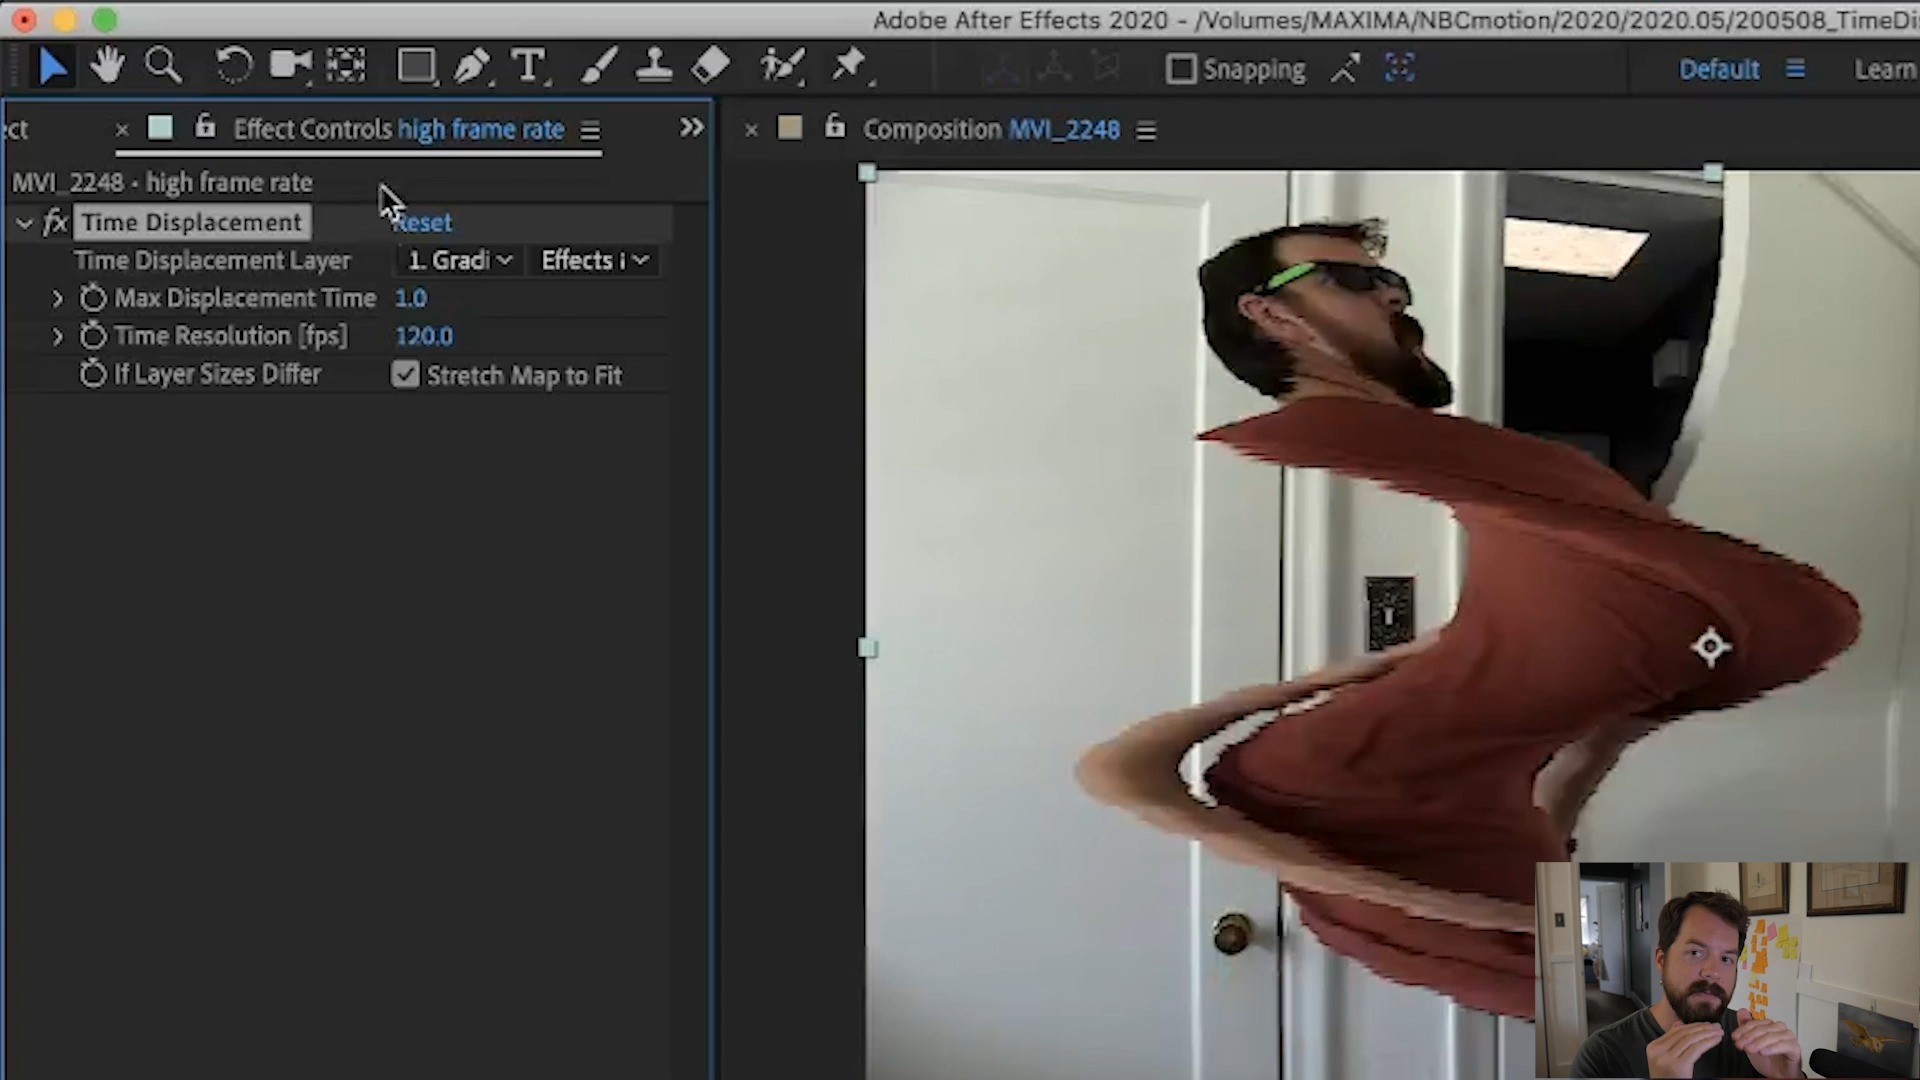 Adobe After Effects 2020 - /Volumes/MAXIMA/NBCmotion/2020/2020.05/200508_TimeDi
Snapping
Default
Learn
ect
Effect Controls high frame rate
Composition MVI_2248
MVI_2248 • high frame rate
fx Time Displacement
Reset
Time Displacement Layer
1. Gradi
Effects i
Max Displacement Time
1.0
Time Resolution [fps]
120.0
If Layer Sizes Differ
Stretch Map to Fit